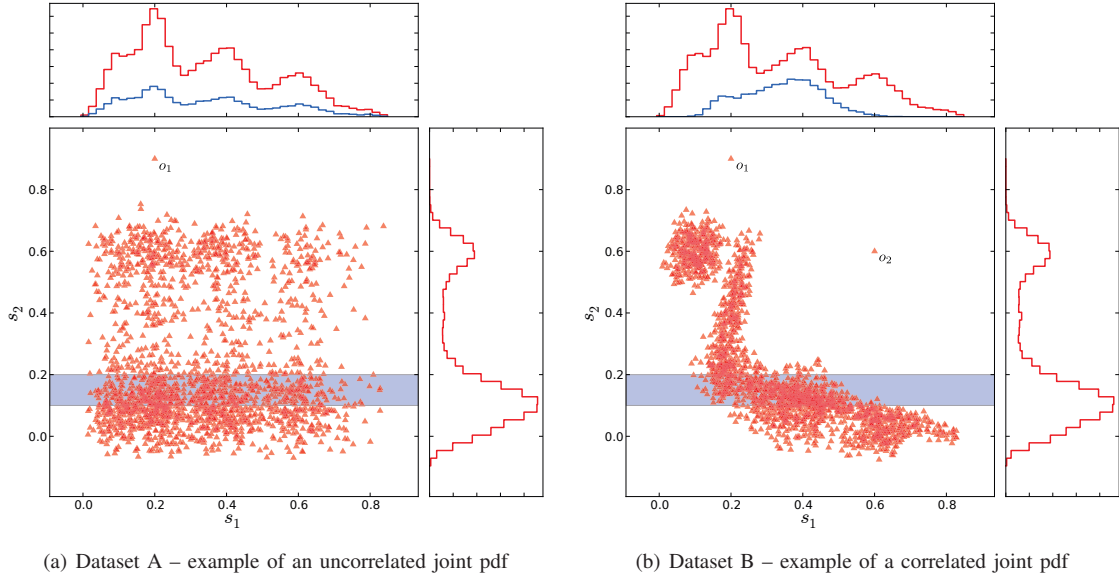 o1
0.8
0.6
0.4
0.2
0.0
s2
0.0 0.2 0.4 0.6 0.8
s1
(a) Dataset A – example of an uncorrelated joint pdf
o1
o2
0.8
0.6
0.4
0.2
0.0
s2
0.0 0.2 0.4 0.6 0.8
s1
(b) Dataset B – example of a correlated joint pdf